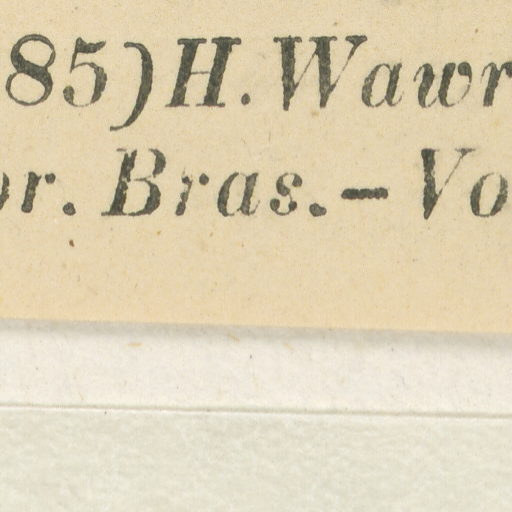 85) H. Wawr
or. Bras.—Vo